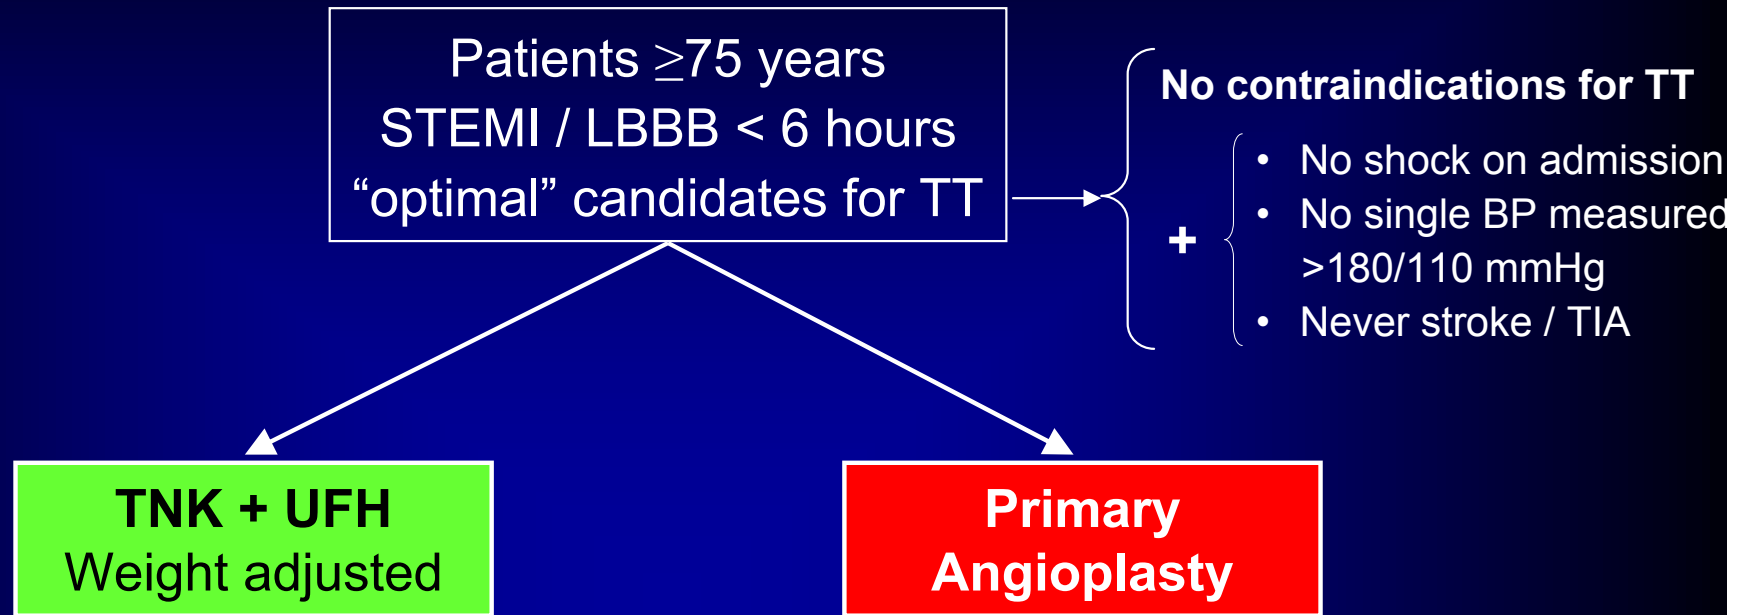 Patients ≥75 years
STEMI / LBBB < 6 hours
“optimal” candidates for TT
No contraindications for TT
+
• No shock on admission
• No single BP measured
>180/110 mmHg
• Never stroke / TIA
TNK + UFH
Weight adjusted
Primary
Angioplasty